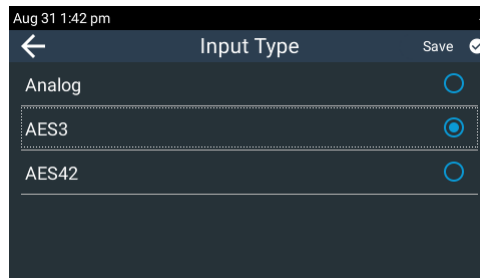 Aug 31 1:42 pm
Input Type
Save
Analog
AES3
AES42